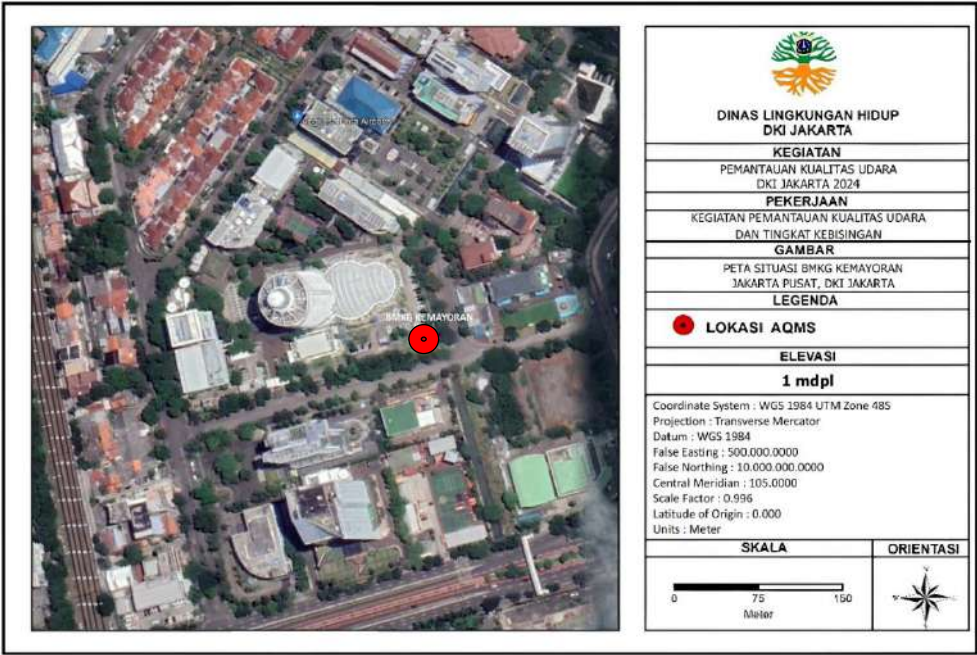 BMKG KEMAYORAN
DINAS LINGKUNGAN HIDUP
DKI JAKARTA
KEGIATAN
PEMANTAUAN KUALITAS UDARA
DKI JAKARTA 2024
PEKERJAAN
KEGIATAN PEMANTAUAN KUALITAS UDARA
DAN TINGKAT KEBISINGAN
GAMBAR
PETA SITUASI BMKG KEMAYORAN
JAKARTA PUSAT, DKI JAKARTA
LEGENDA
LOKASI AQMS
ELEVASI
1 mdpl
Coordinate System : WGS 1984 UTM Zone 48S
Projection : Transverse Mercator
Datum : WGS 1984
False Easting : 500.000.0000
False Northing : 10.000.000.0000
Central Meridian : 105.0000
Scale Factor : 0.996
Latitude of Origin : 0.000
Units : Meter
SKALA
ORIENTASI
0 75 150
Meter